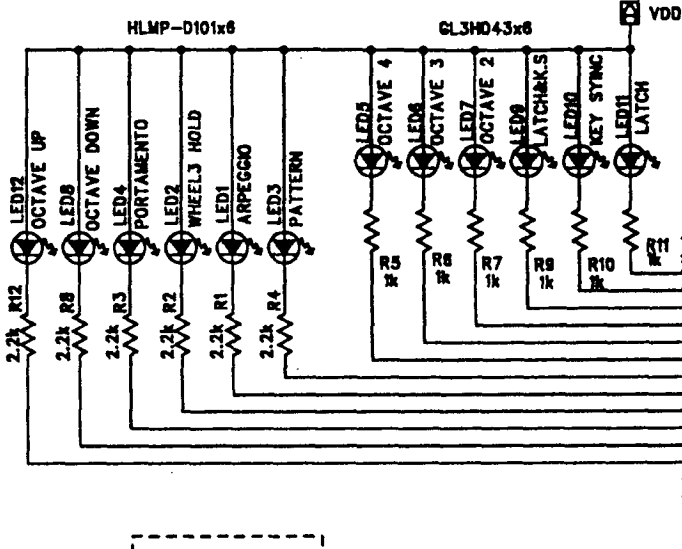 HLMP-D101x6
GL3HD43x6
VDD
LED12
OCTAVE UP
LED8
OCTAVE DOWN
LED4
PORTAMENTO
LED2
WHEEL3 HOLD
LED1
ARPEGGIO
LED3
PATTERN
LED5
OCTAVE 4
LED6
OCTAVE 3
LED7
OCTAVE 2
LED9
LATCH&K.S
LED10
KEY SYNC
LED11
LATCH
2.2k R12
2.2k R8
2.2k R3
2.2k R2
2.2k R1
2.2k R4
R5
1k
R6
1k
R7
1k
R9
1k
R10
1k
R11
1k